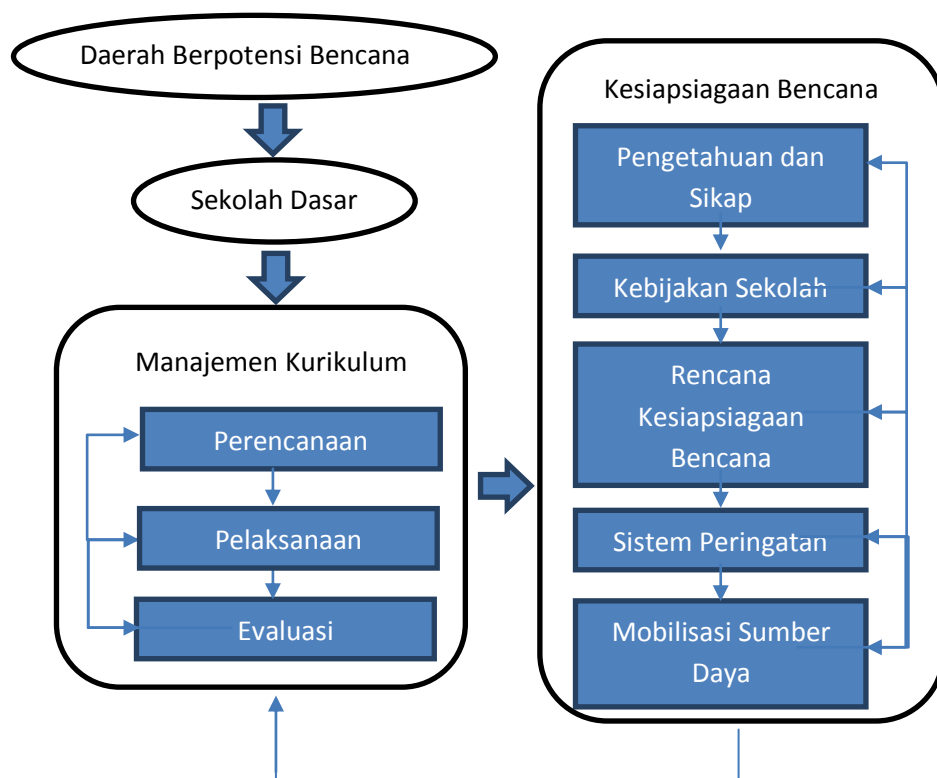 Daerah Berpotensi Bencana
Sekolah Dasar
Manajemen Kurikulum
Perencanaan
Pelaksanaan
Evaluasi
Kesiapsiagaan Bencana
Pengetahuan dan
Sikap
Kebijakan Sekolah
Rencana
Kesiapsiagaan
Bencana
Sistem Peringatan
Mobilisasi Sumber
Daya